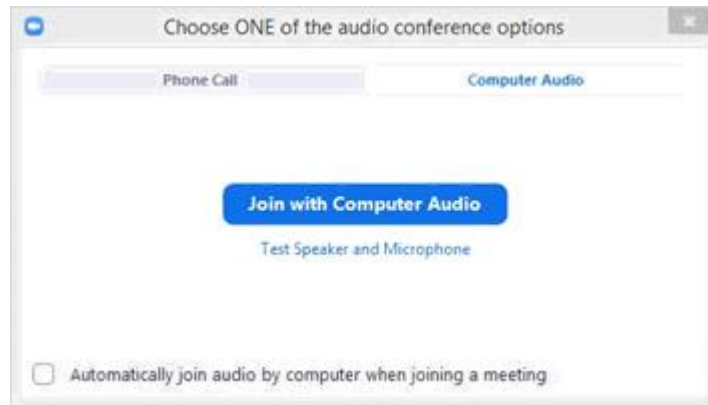 Choose ONE of the audio conference options
Phone Call
Computer Audio
Join with Computer Audio
Test Speaker and Microphone
Automatically join audio by computer when joining a meeting